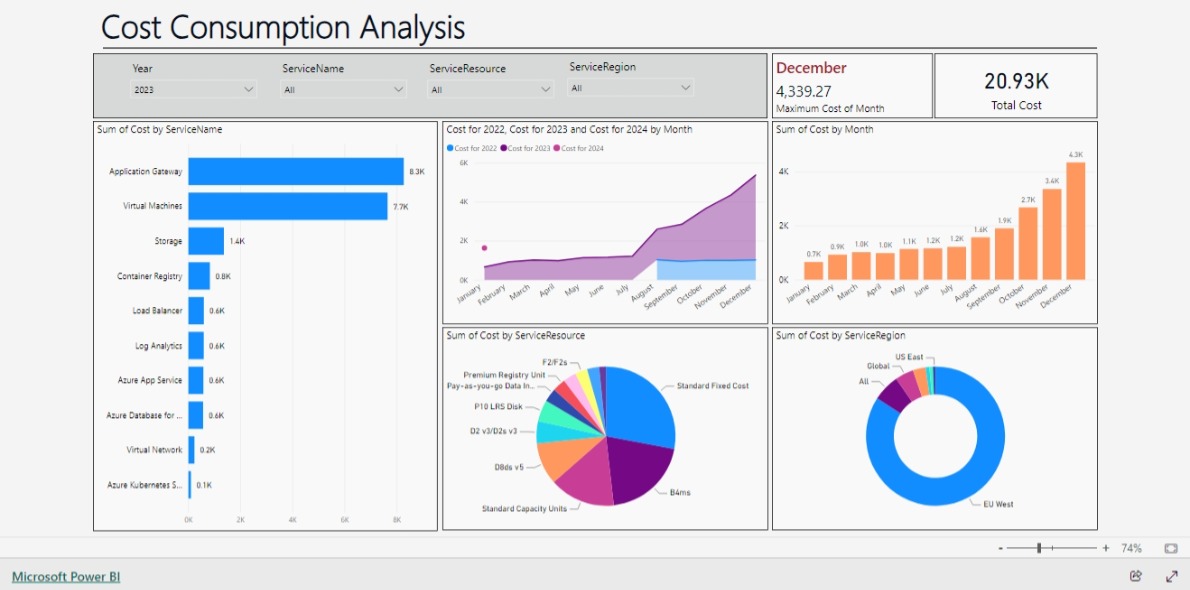 Cost Consumption Analysis
Year
2023
ServiceName
All
ServiceResource
All
ServiceRegion
All
December
4,339.27
Maximum Cost of Month
20.93K
Total Cost
Sum of Cost by ServiceName
Application Gateway 8.3K
Virtual Machines 7.7K
Storage 1.4K
Container Registry 0.8K
Load Balancer 0.6K
Log Analytics 0.6K
Azure App Service 0.6K
Azure Database for ... 0.6K
Virtual Network 0.2K
Azure Kubernetes S... 0.1K
0K 2K 4K 6K 8K
Cost for 2022, Cost for 2023 and Cost for 2024 by Month
Cost for 2022 Cost for 2023 Cost for 2024
6K
4K
2K
0K
January February March April May June July August September October November December
Sum of Cost by Month
4K
2K
0K
0.7K 0.9K 1.0K 1.0K 1.1K 1.2K 1.2K 1.6K 1.9K 2.7K 3.4K 4.3K
January February March April May June July August September October November December
Sum of Cost by ServiceResource
F2/F2s
Premium Registry Unit
Pay-as-you-go Data In...
P10 LRS Disk
D2 v3/D2s v3
D8ds v5
Standard Capacity Units
B4ms
Standard Fixed Cost
Sum of Cost by ServiceRegion
US East
Global
All
EU West
- + 74%
Microsoft Power BI